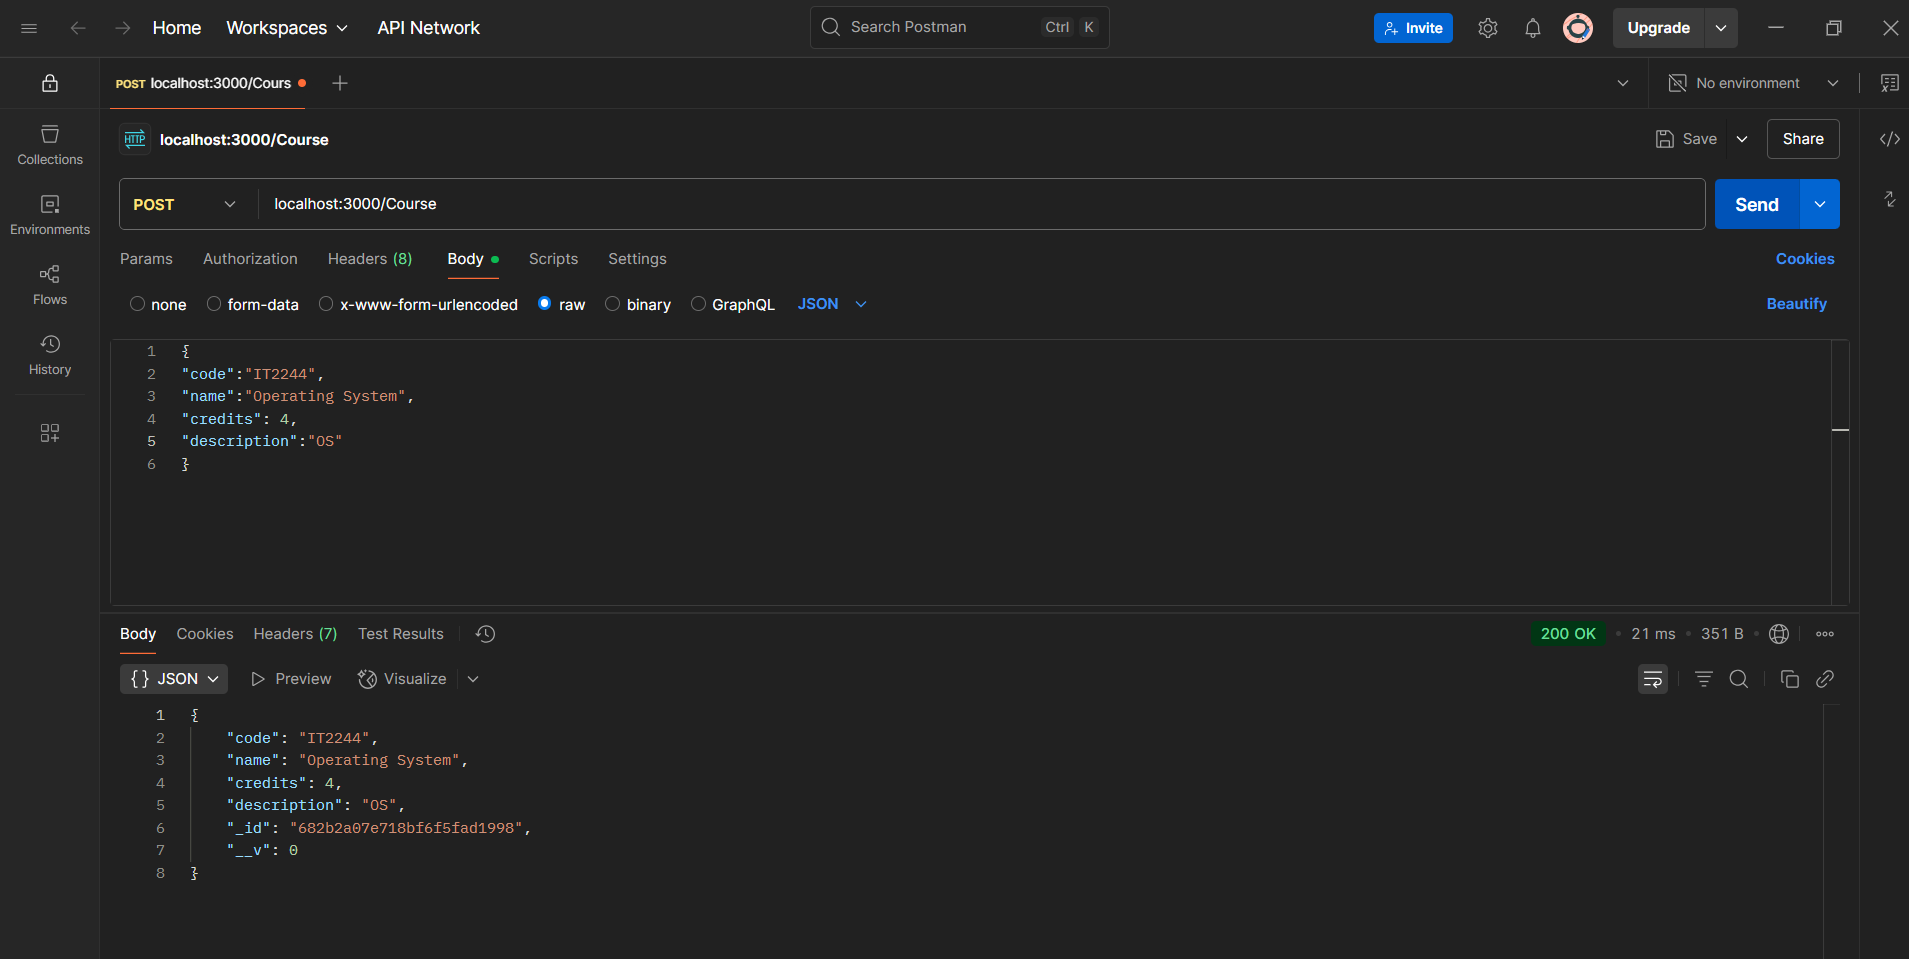 Home Workspaces API Network Search Postman Ctrl K Invite Upgrade
POST localhost:3000/Cours No environment
HTTP localhost:3000/Course Save Share
POST localhost:3000/Course Send
Params Authorization Headers (8) Body Scripts Settings Cookies
none form-data x-www-form-urlencoded raw binary GraphQL JSON Beautify
Collections
Environments
Flows
History
1 {
2 "code":"IT2244",
3 "name":"Operating System",
4 "credits": 4,
5 "description":"OS"
6 }
Body Cookies Headers (7) Test Results 200 OK 21 ms 351 B
{} JSON Preview Visualize
1 {
2 "code": "IT2244",
3 "name": "Operating System",
4 "credits": 4,
5 "description": "OS",
6 "_id": "682b2a07e718bf6f5fad1998",
7 "__v": 0
8 }